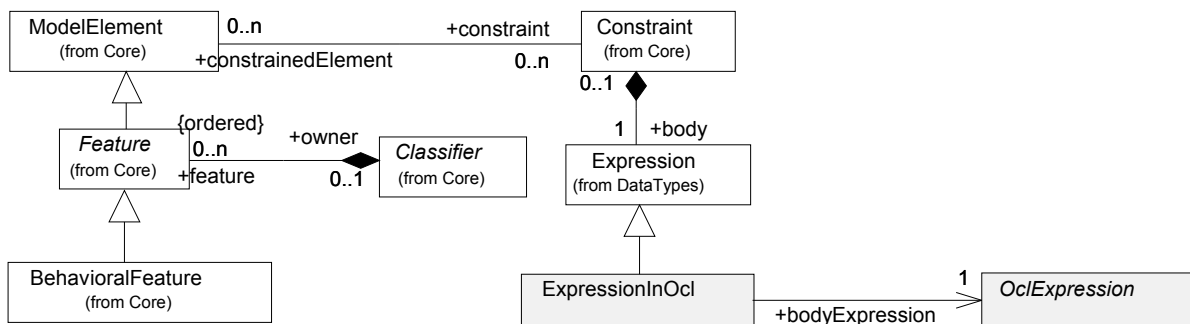 ModelElement
(from Core)
0..n
+constrainedElement
+constraint
0..n
Constraint
(from Core)
0..1
1
+body
{ordered}
0..n
+feature
Feature
(from Core)
+owner
0..1
Classifier
(from Core)
Expression
(from DataTypes)
BehavioralFeature
(from Core)
ExpressionInOcl
1
+bodyExpression
OclExpression